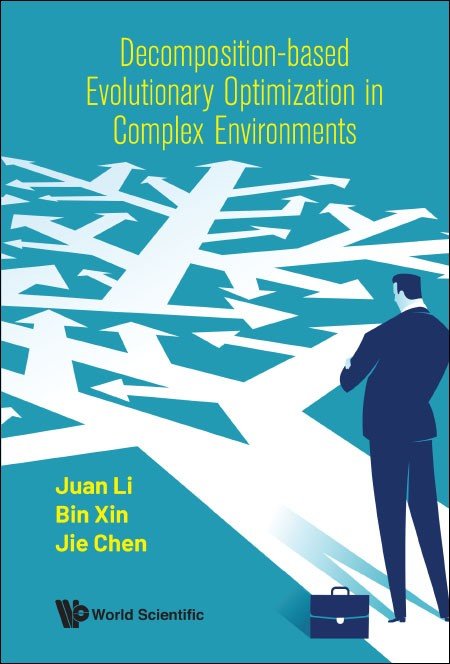 Decomposition-based
Evolutionary Optimization in
Complex Environments
Juan Li
Bin Xin
Jie Chen
World Scientific